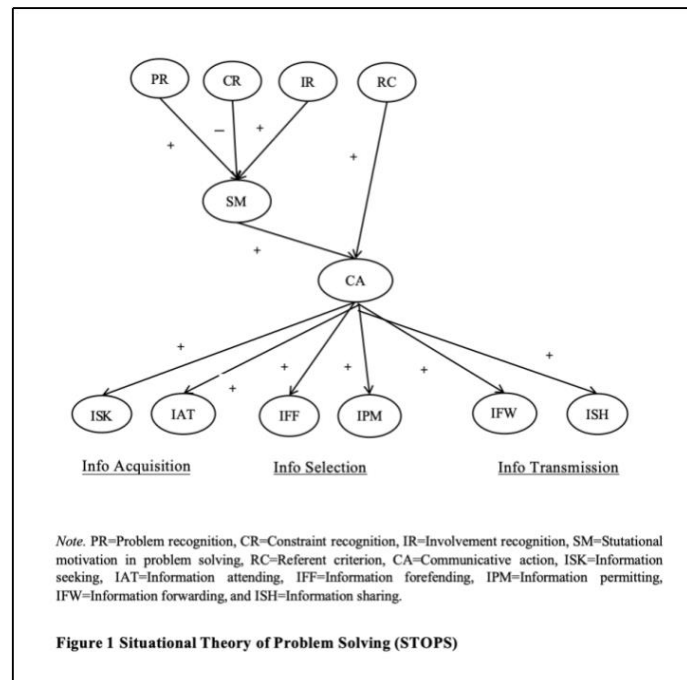 PR CR IR RC
+ − + +
SM
+
CA
+ + + + + +
ISK IAT IFF IPM IFW ISH
Info Acquisition Info Selection Info Transmission
Note. PR=Problem recognition, CR=Constraint recognition, IR=Involvement recognition, SM=Stutational
motivation in problem solving, RC=Referent criterion, CA=Communicative action, ISK=Information
seeking, IAT=Information attending, IFF=Information forefending, IPM=Information permitting,
IFW=Information forwarding, and ISH=Information sharing.
Figure 1 Situational Theory of Problem Solving (STOPS)